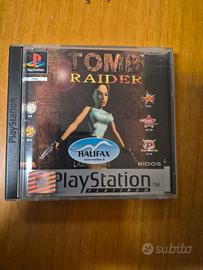 PlayStation
TOMB
RAIDER
HALIFAX
EIDOS
PlayStation
PLATINUM
subito